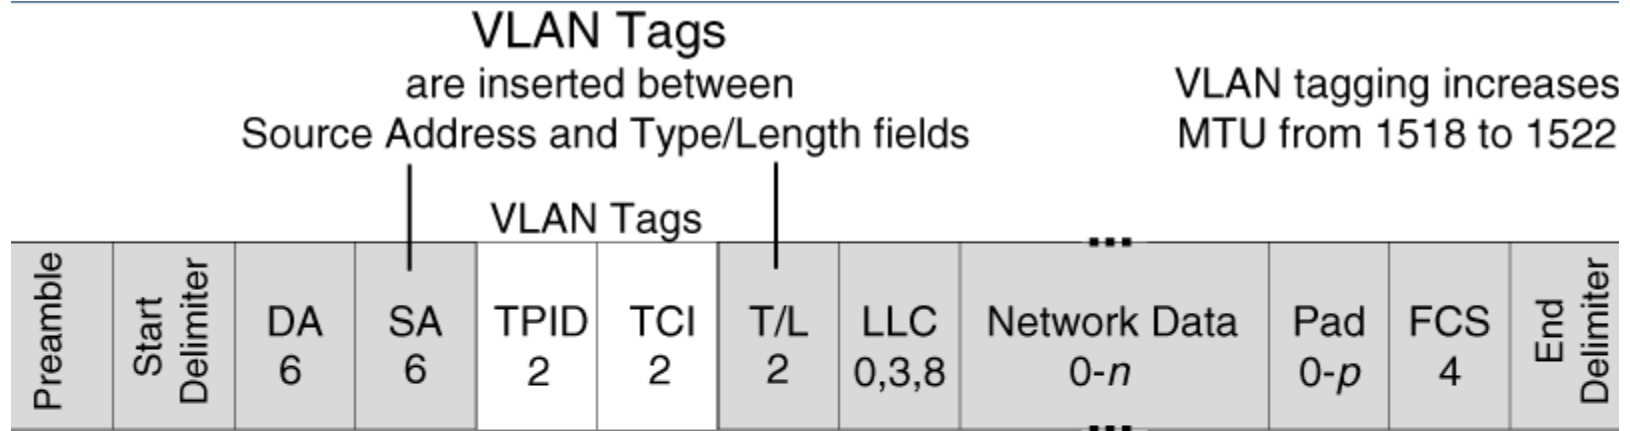 VLAN Tags
are inserted between
Source Address and Type/Length fields
VLAN tagging increases
MTU from 1518 to 1522
VLAN Tags
Preamble
Start
Delimiter
DA
6
SA
6
TPID
2
TCI
2
T/L
2
LLC
0,3,8
Network Data
0-n
Pad
0-p
FCS
4
End
Delimiter